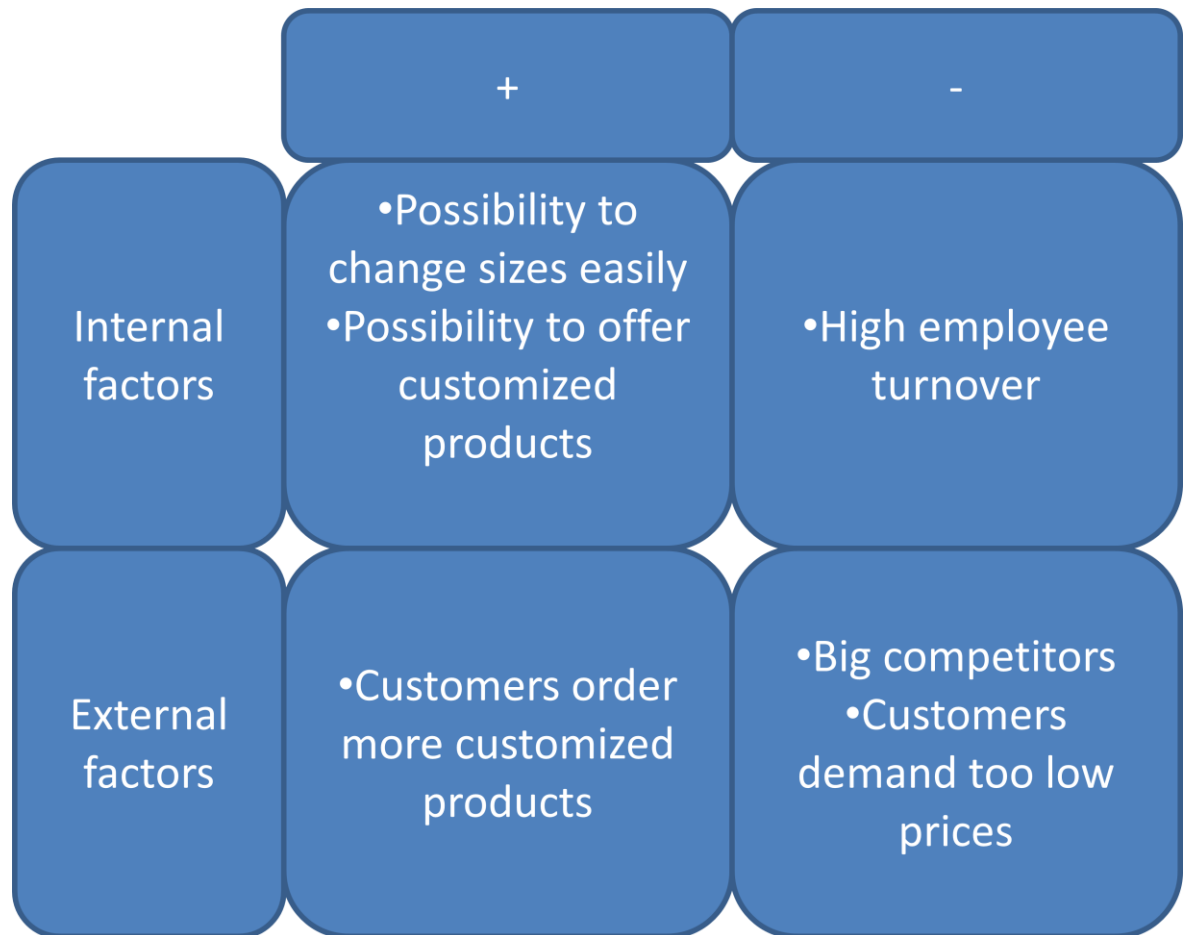 +
-
Internal
factors
•Possibility to
change sizes easily
•Possibility to offer
customized
products
•High employee
turnover
External
factors
•Customers order
more customized
products
•Big competitors
•Customers
demand too low
prices